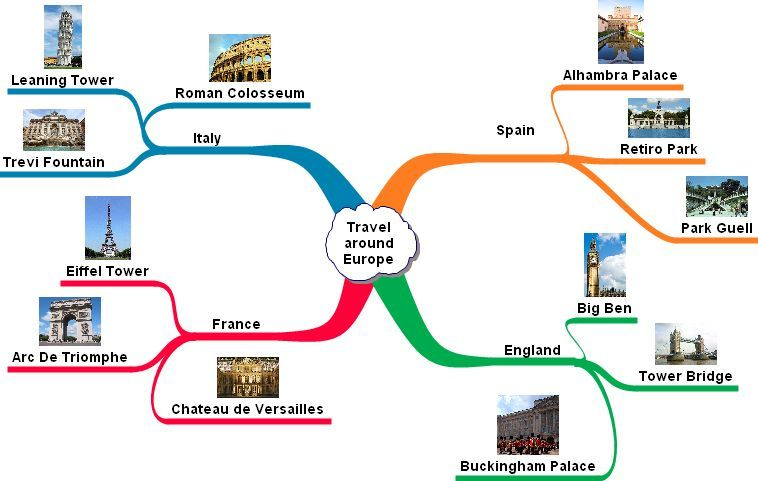 Travel
around
Europe
Italy
Leaning Tower
Roman Colosseum
Trevi Fountain
Spain
Alhambra Palace
Retiro Park
Park Guell
France
Eiffel Tower
Arc De Triomphe
Chateau de Versailles
England
Big Ben
Tower Bridge
Buckingham Palace